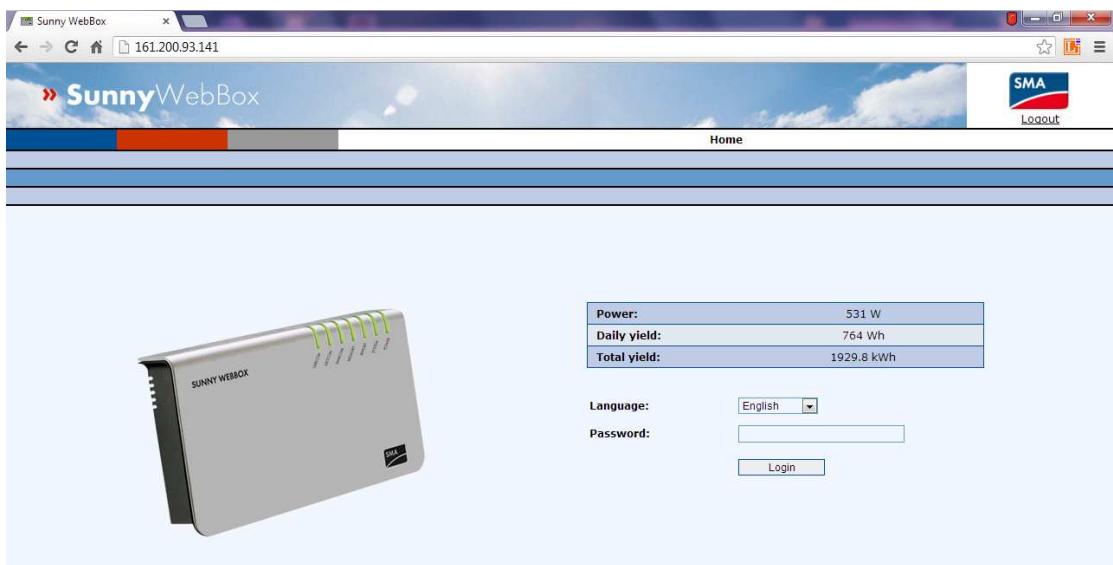 Sunny WebBox
161.200.93.141
» SunnyWebBox
SMA
Logout
Home
Power: 531 W
Daily yield: 764 Wh
Total yield: 1929.8 kWh
SUNNY WEBBOX
Language: English
Password:
SMA
Login